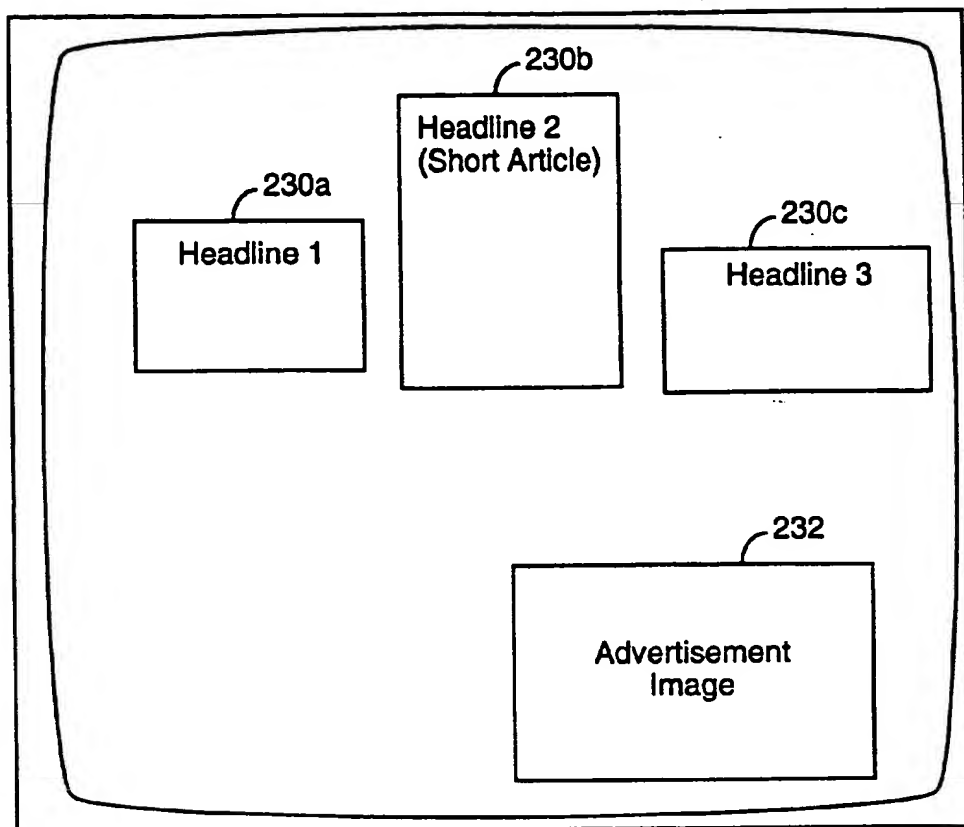 230b
Headline 2
(Short Article)
230a
Headline 1
230c
Headline 3
232
Advertisement
Image